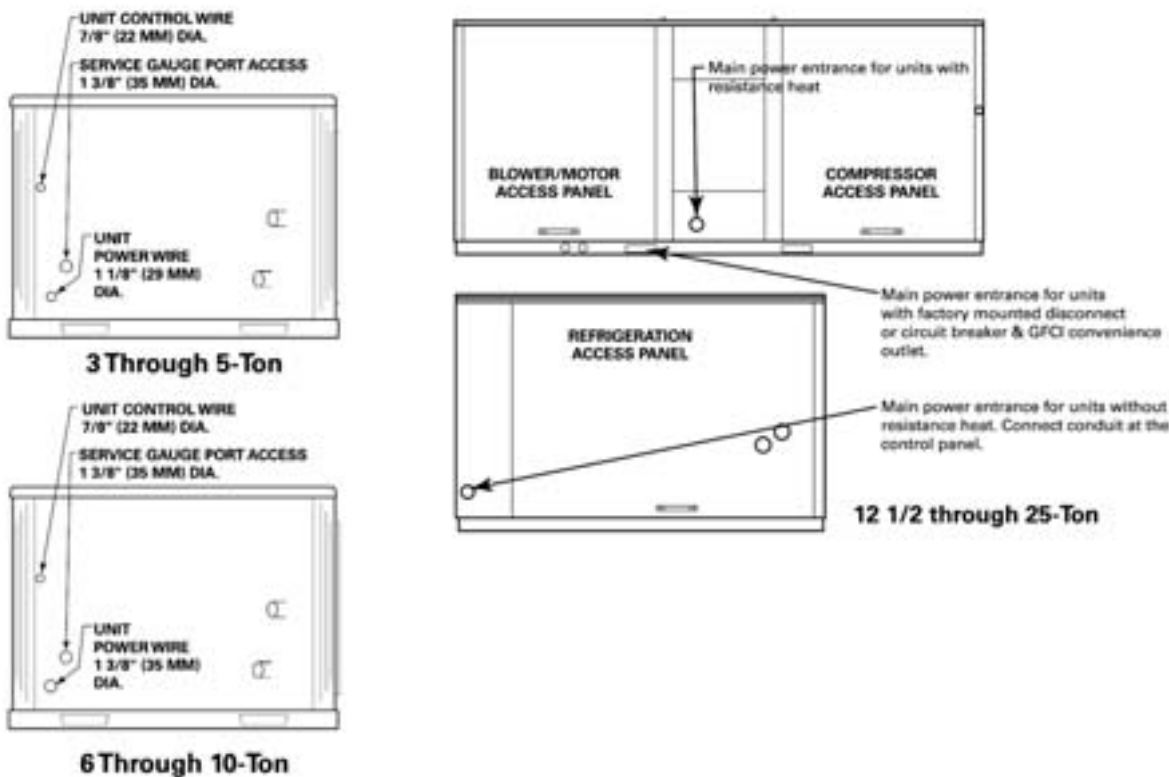 UNIT CONTROL WIRE
7/8" (22 MM) DIA.
SERVICE GAUGE PORT ACCESS
1 3/8" (35 MM) DIA.
UNIT
POWER WIRE
1 1/8" (29 MM)
DIA.
3 Through 5-Ton
UNIT CONTROL WIRE
7/8" (22 MM) DIA.
SERVICE GAUGE PORT ACCESS
1 3/8" (35 MM) DIA.
UNIT
POWER WIRE
1 3/8" (35 MM)
DIA.
6 Through 10-Ton
Main power entrance for units with
resistance heat
BLOWER/MOTOR
ACCESS PANEL
COMPRESSOR
ACCESS PANEL
Main power entrance for units
with factory mounted disconnect
or circuit breaker & GFCI convenience
outlet.
REFRIGERATION
ACCESS PANEL
Main power entrance for units without
resistance heat. Connect conduit at the
control panel.
12 1/2 through 25-Ton